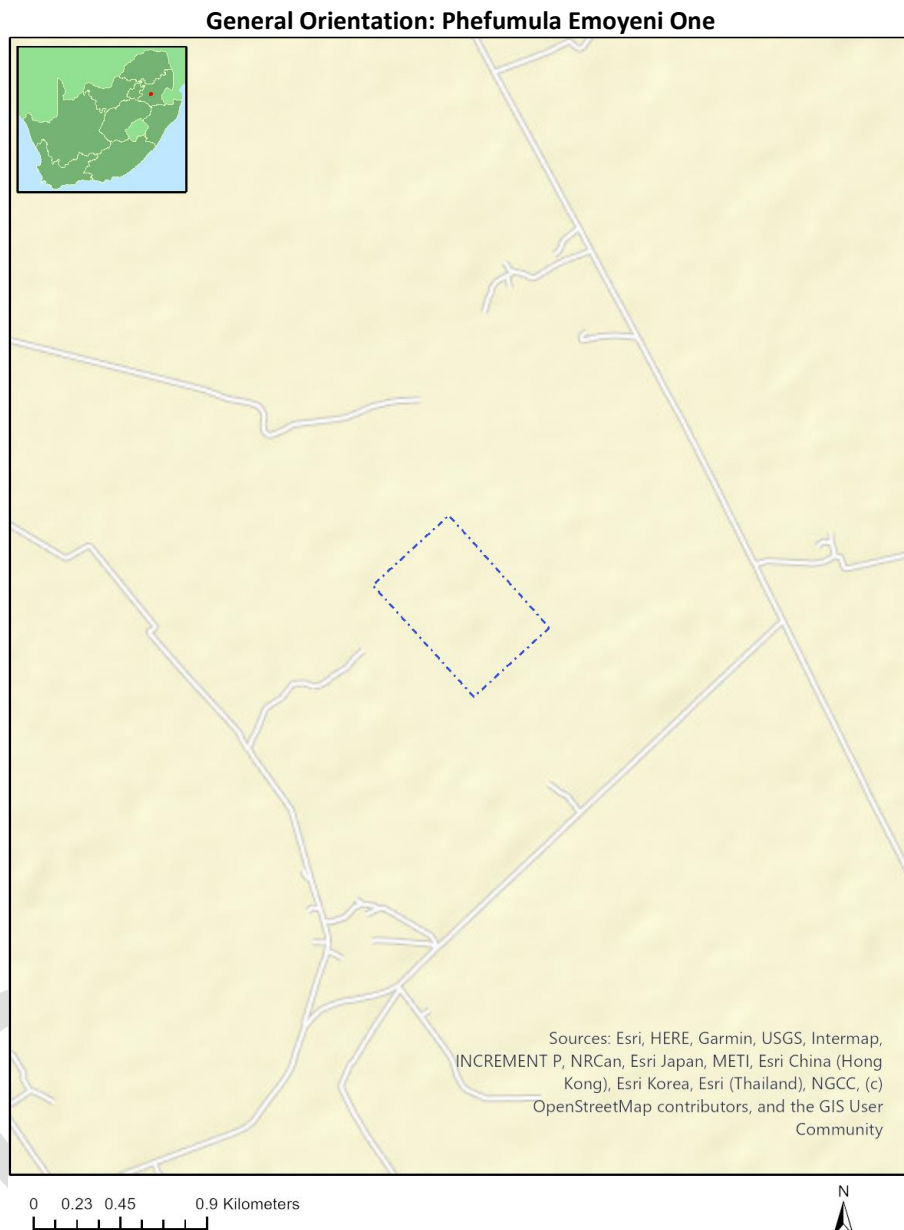 General Orientation: Phefumula Emoyeni One
Sources: Esri, HERE, Garmin, USGS, Intermap,
INCREMENT P, NRCan, Esri Japan, METI, Esri China (Hong
Kong), Esri Korea, Esri (Thailand), NGCC, (c)
OpenStreetMap contributors, and the GIS User
Community
0 0.23 0.45 0.9 Kilometers
N